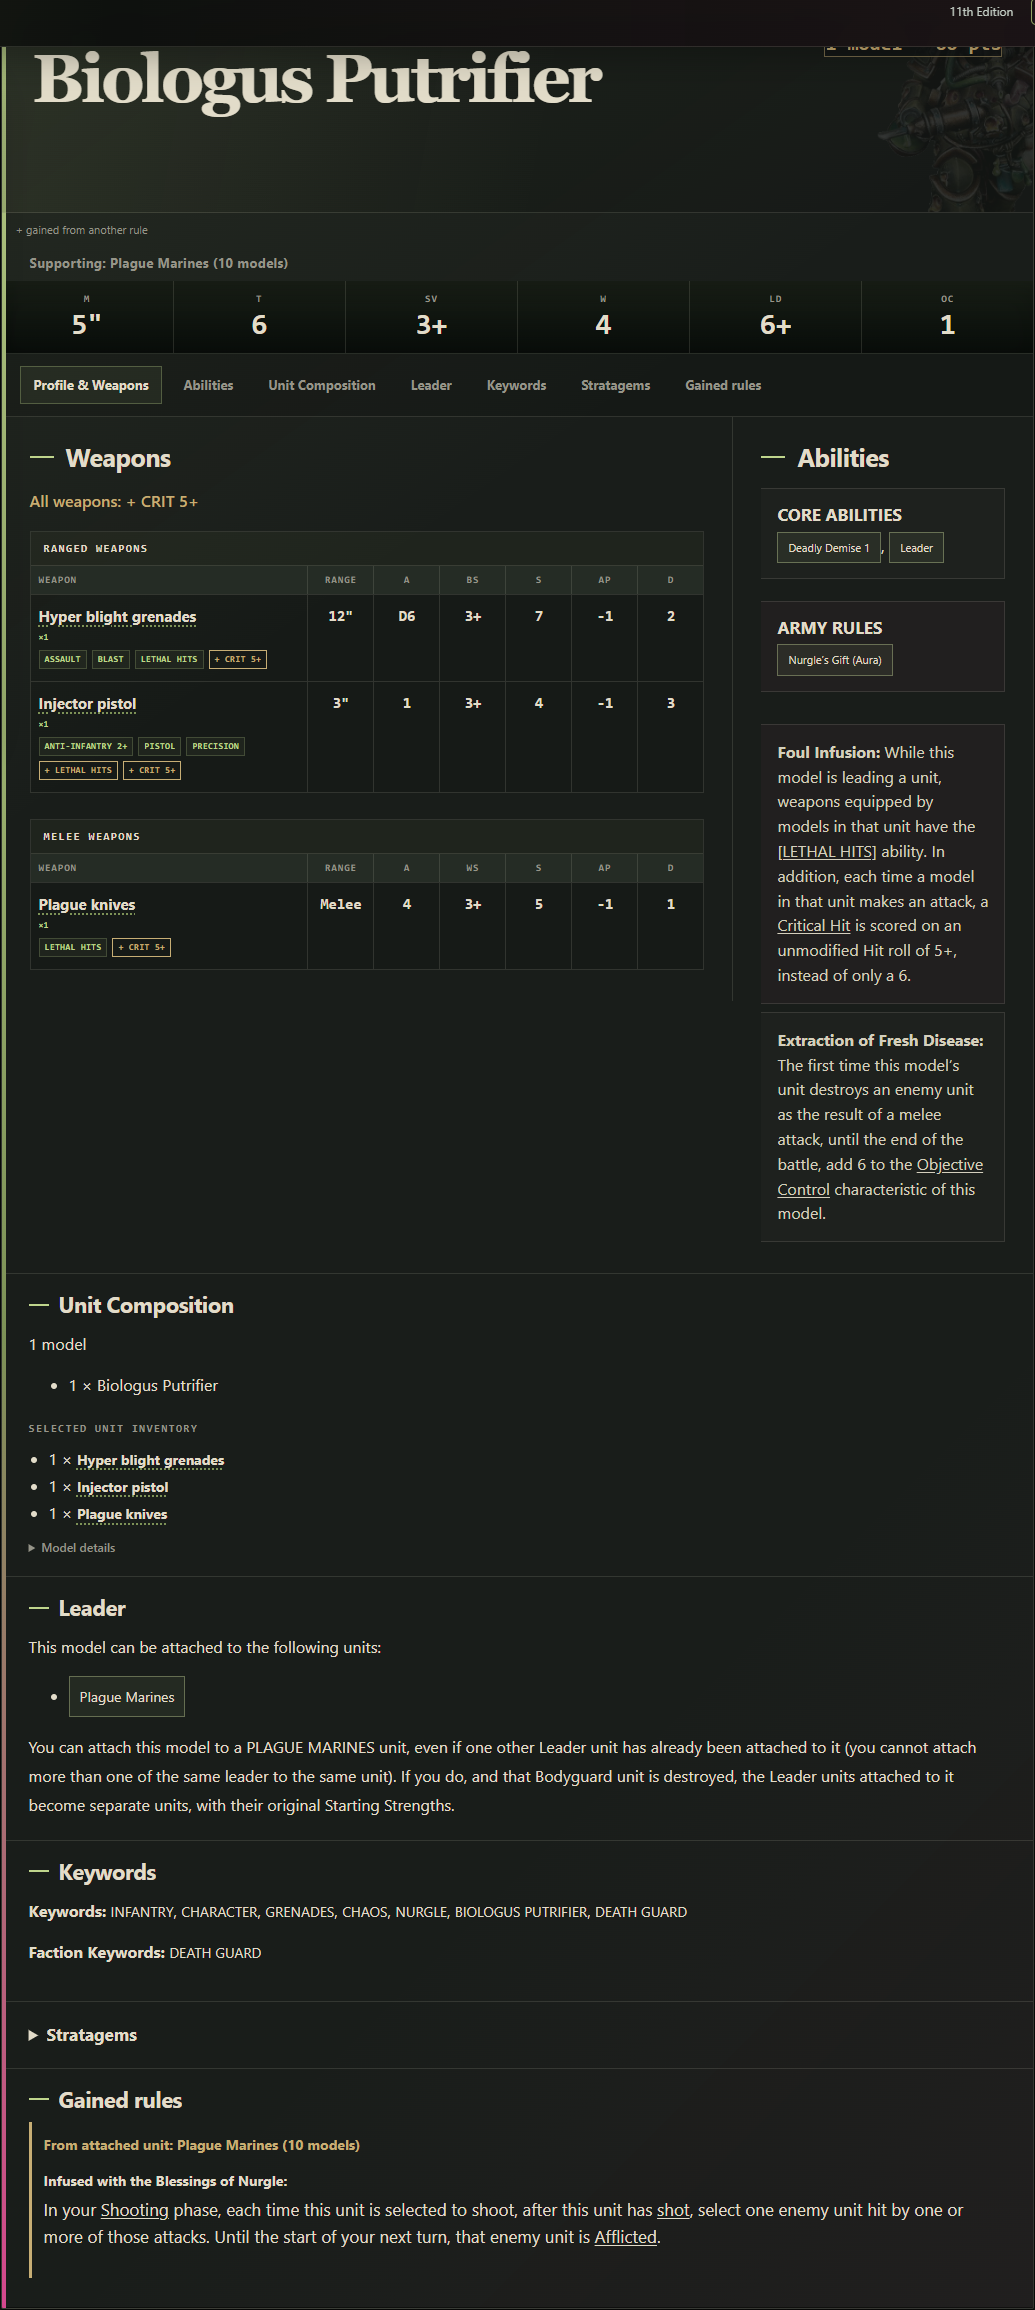 11th Edition
Biologus Putrifier
+ gained from another rule
Supporting: Plague Marines (10 models)
M
5"
T
6
SV
3+
W
4
LD
6+
OC
1
Profile & Weapons
Abilities
Unit Composition
Leader
Keywords
Stratagems
Gained rules
Weapons
All weapons: + CRIT 5+
RANGED WEAPONS
WEAPON RANGE A BS S AP D
Hyper blight grenades 12" D6 3+ 7 -1 2
×1
ASSAULT BLAST LETHAL HITS + CRIT 5+
Injector pistol 3" 1 3+ 4 -1 3
×1
ANTI-INFANTRY 2+ PISTOL PRECISION
+ LETHAL HITS + CRIT 5+
MELEE WEAPONS
WEAPON RANGE A WS S AP D
Plague knives Melee 4 3+ 5 -1 1
×1
LETHAL HITS + CRIT 5+
Abilities
CORE ABILITIES
Deadly Demise 1, Leader
ARMY RULES
Nurgle's Gift (Aura)
Foul Infusion: While this
model is leading a unit,
weapons equipped by
models in that unit have the
[LETHAL HITS] ability. In
addition, each time a model
in that unit makes an attack, a
Critical Hit is scored on an
unmodified Hit roll of 5+,
instead of only a 6.
Extraction of Fresh Disease:
The first time this model's
unit destroys an enemy unit
as the result of a melee
attack, until the end of the
battle, add 6 to the Objective
Control characteristic of this
model.
Unit Composition
1 model
• 1 × Biologus Putrifier
SELECTED UNIT INVENTORY
• 1 × Hyper blight grenades
• 1 × Injector pistol
• 1 × Plague knives
▶ Model details
Leader
This model can be attached to the following units:
• Plague Marines
You can attach this model to a PLAGUE MARINES unit, even if one other Leader unit has already been attached to it (you cannot attach
more than one of the same leader to the same unit). If you do, and that Bodyguard unit is destroyed, the Leader units attached to it
become separate units, with their original Starting Strengths.
Keywords
Keywords: INFANTRY, CHARACTER, GRENADES, CHAOS, NURGLE, BIOLOGUS PUTRIFIER, DEATH GUARD
Faction Keywords: DEATH GUARD
▶ Stratagems
Gained rules
From attached unit: Plague Marines (10 models)
Infused with the Blessings of Nurgle:
In your Shooting phase, each time this unit is selected to shoot, after this unit has shot, select one enemy unit hit by one or
more of those attacks. Until the start of your next turn, that enemy unit is Afflicted.